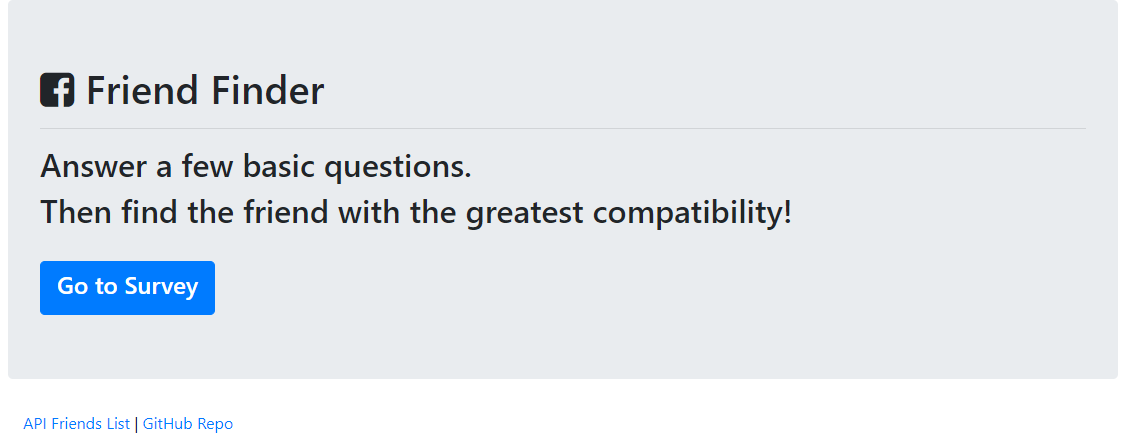 Friend Finder
Answer a few basic questions.
Then find the friend with the greatest compatibility!
Go to Survey
API Friends List | GitHub Repo